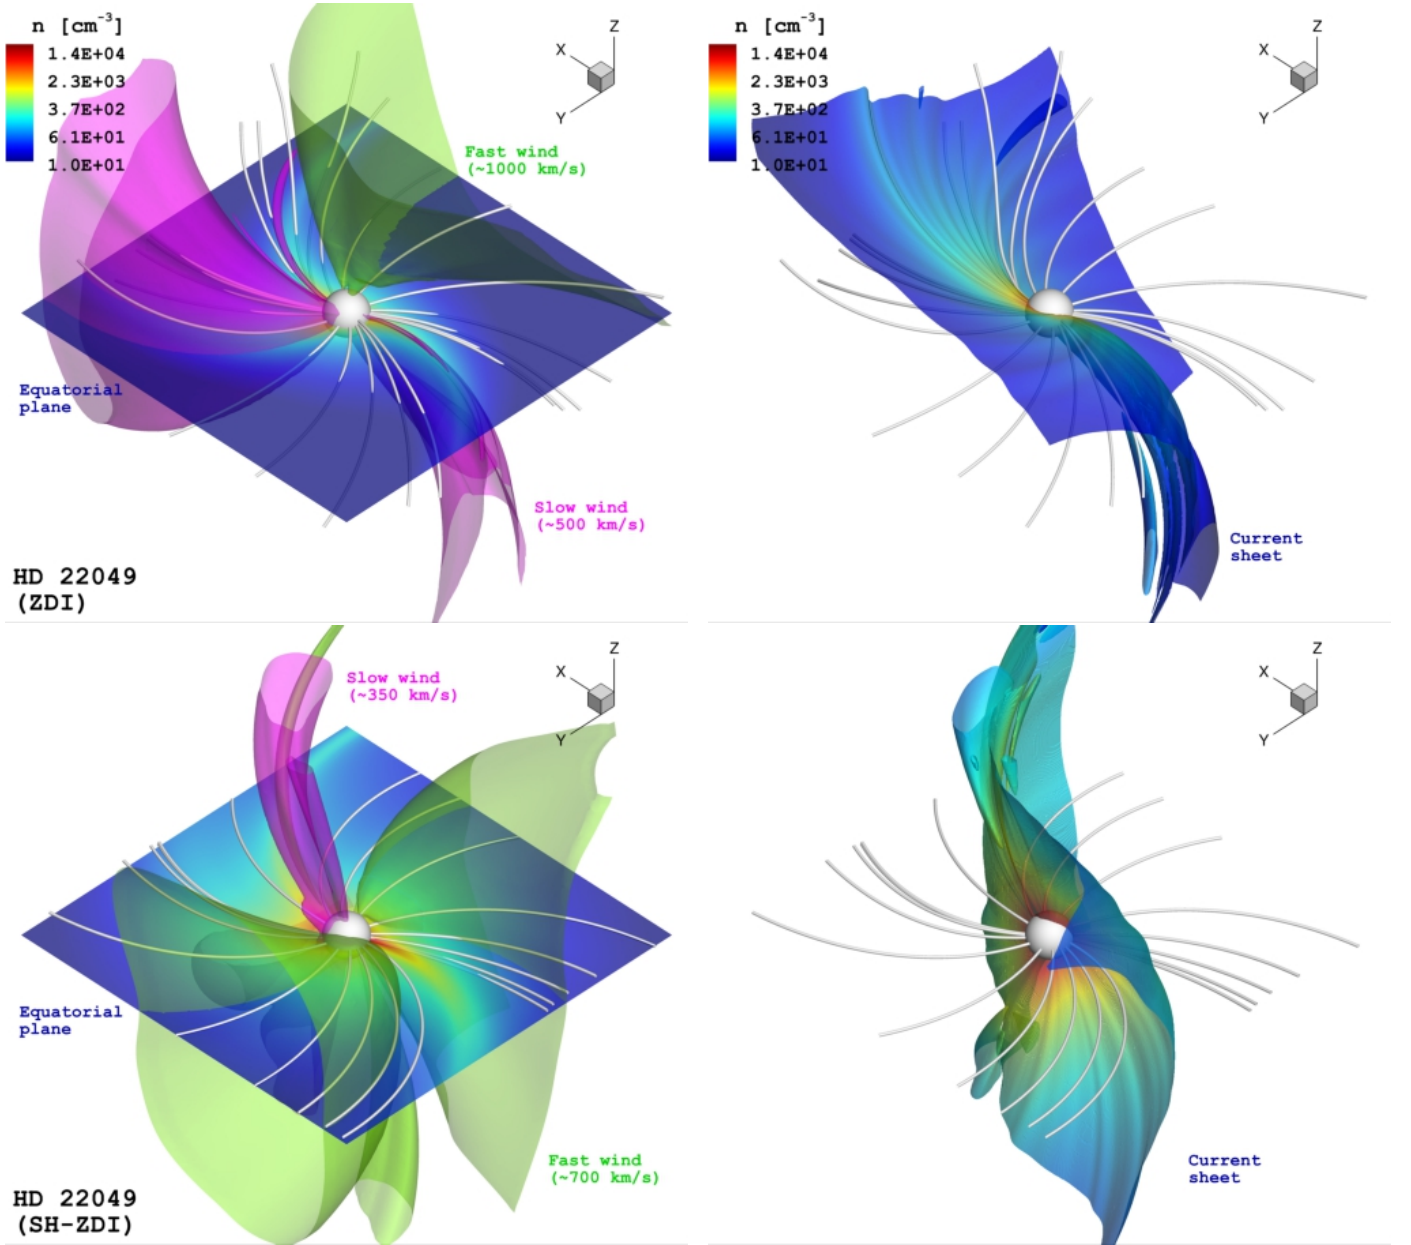 n [cm-3]
1.4E+04
2.3E+03
3.7E+02
6.1E+01
1.0E+01
Z
X
Y
Fast wind
(~1000 km/s)
Equatorial
plane
Slow wind
(~500 km/s)
HD 22049
(ZDI)
n [cm-3]
1.4E+04
2.3E+03
3.7E+02
6.1E+01
1.0E+01
Z
X
Y
Current
sheet
Slow wind
(~350 km/s)
Z
X
Y
Equatorial
plane
Fast wind
(~700 km/s)
HD 22049
(SH-ZDI)
Z
X
Y
Current
sheet